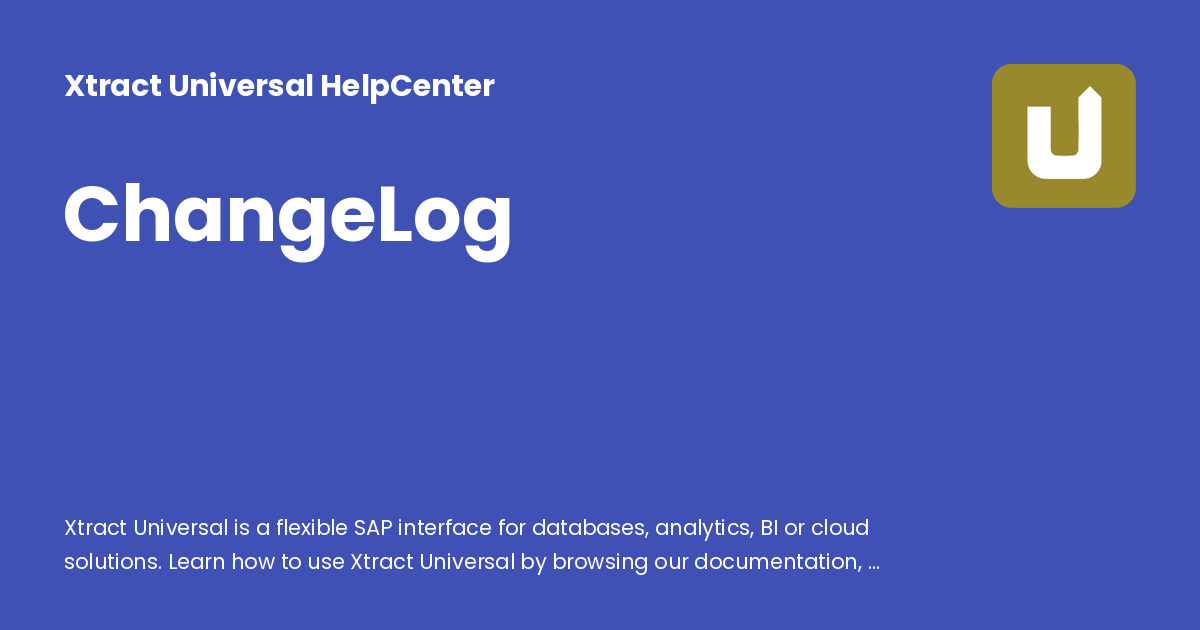 Xtract Universal HelpCenter
ChangeLog
Xtract Universal is a flexible SAP interface for databases, analytics, BI or cloud
solutions. Learn how to use Xtract Universal by browsing our documentation, ...